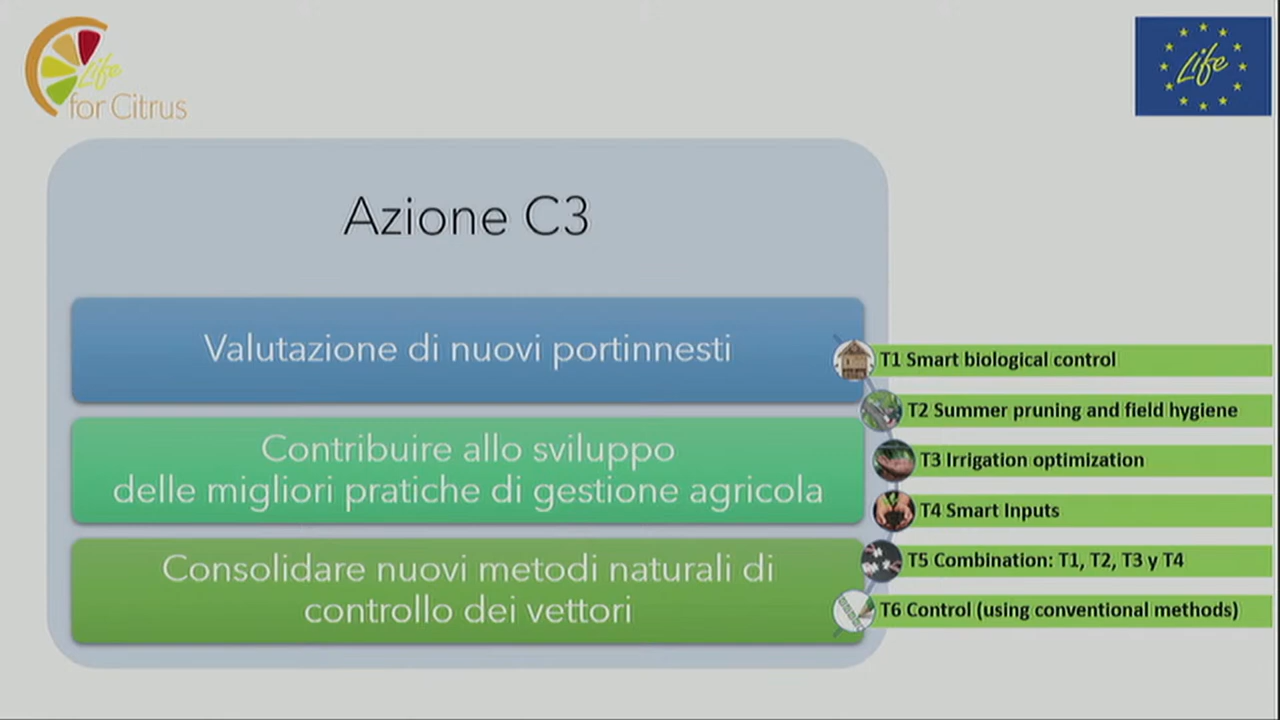 Life
for Citrus
Life
Azione C3
Valutazione di nuovi portinnesti
Contribuire allo sviluppo
delle migliori pratiche di gestione agricola
Consolidare nuovi metodi naturali di
controllo dei vettori
T1 Smart biological control
T2 Summer pruning and field hygiene
T3 Irrigation optimization
T4 Smart Inputs
T5 Combination: T1, T2, T3 y T4
T6 Control (using conventional methods)